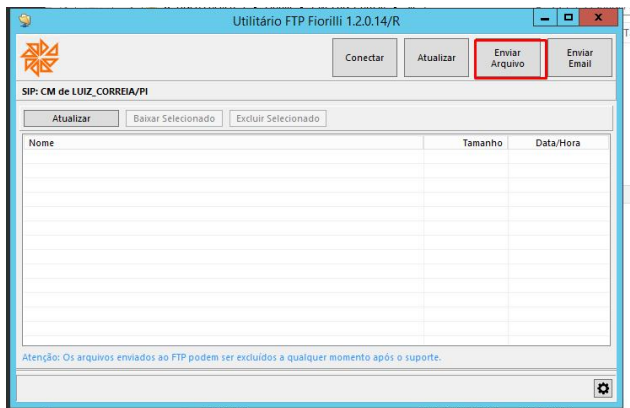 Utilitário FTP Fiorilli 1.2.0.14/R
Conectar
Atualizar
Enviar
Arquivo
Enviar
Email
SIP: CM de LUIZ_CORREIA/PI
Atualizar
Baixar Selecionado
Excluir Selecionado
Nome
Tamanho
Data/Hora
Atenção: Os arquivos enviados ao FTP podem ser excluídos a qualquer momento após o suporte.